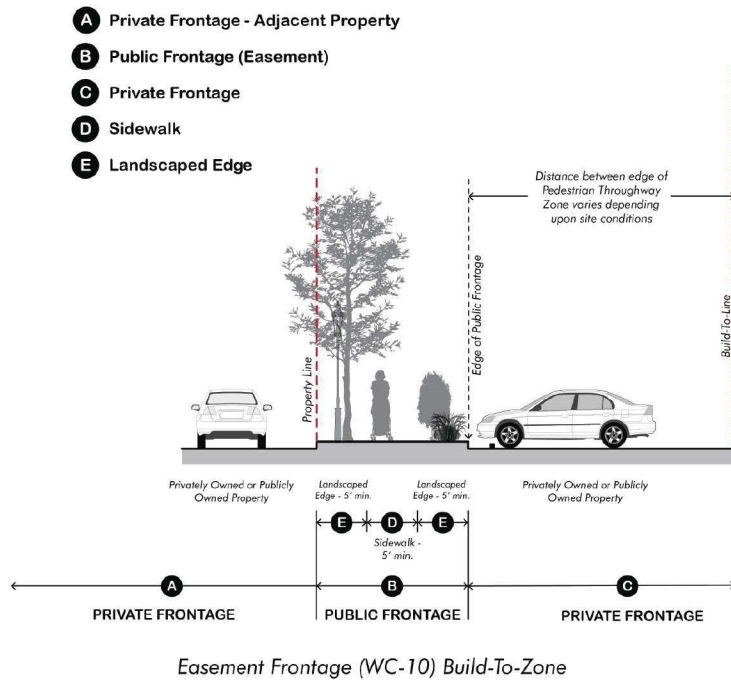 A Private Frontage - Adjacent Property
B Public Frontage (Easement)
C Private Frontage
D Sidewalk
E Landscaped Edge
Distance between edge of
Pedestrian Throughway
Zone varies depending
upon site conditions
Property Line
Edge of Public Frontage
Build-To-Line
Privately Owned or Publicly
Owned Property
Landscaped
Edge - 5' min.
Landscaped
Edge - 5' min.
Privately Owned or Publicly
Owned Property
E
D
E
Sidewalk -
5' min.
A
B
C
PRIVATE FRONTAGE
PUBLIC FRONTAGE
PRIVATE FRONTAGE
Easement Frontage (WC-10) Build-To-Zone